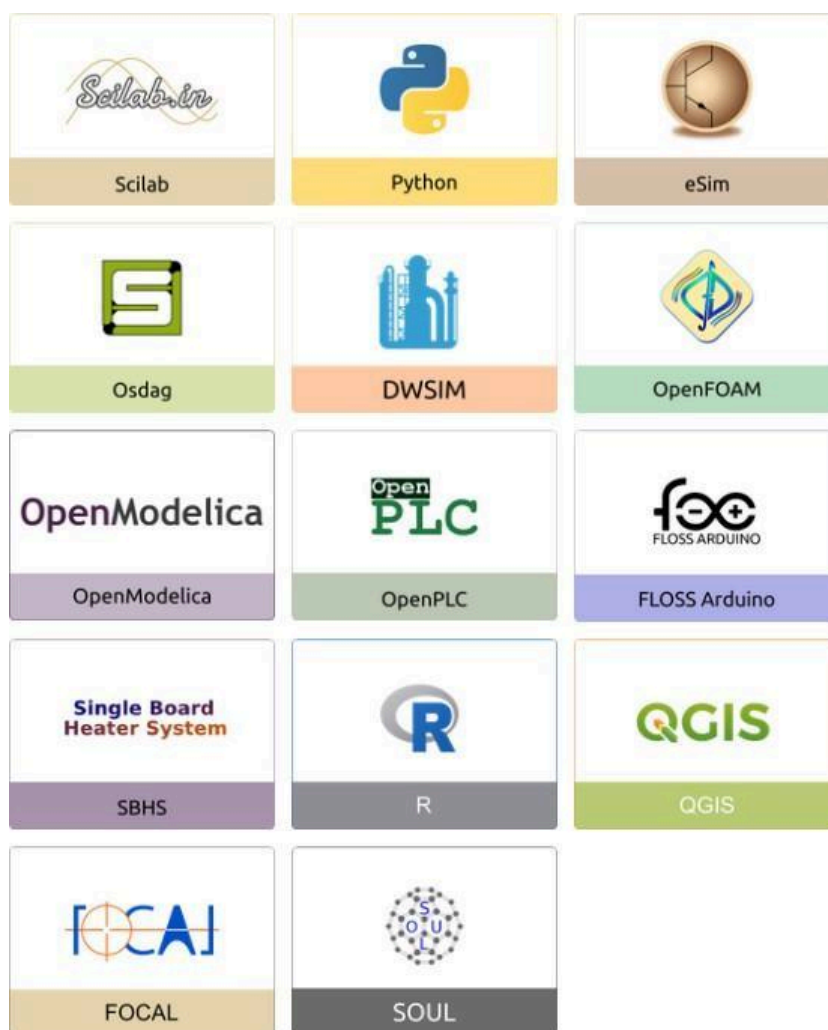 Scilab.in
Scilab
Python
eSim
S
Osdag
DWSIM
OpenFOAM
OpenModelica
OpenModelica
Open
PLC
OpenPLC
FLOSS ARDUINO
FLOSS Arduino
Single Board
Heater System
SBHS
R
R
QGIS
QGIS
FOCAL
FOCAL
S
O U
L
SOUL